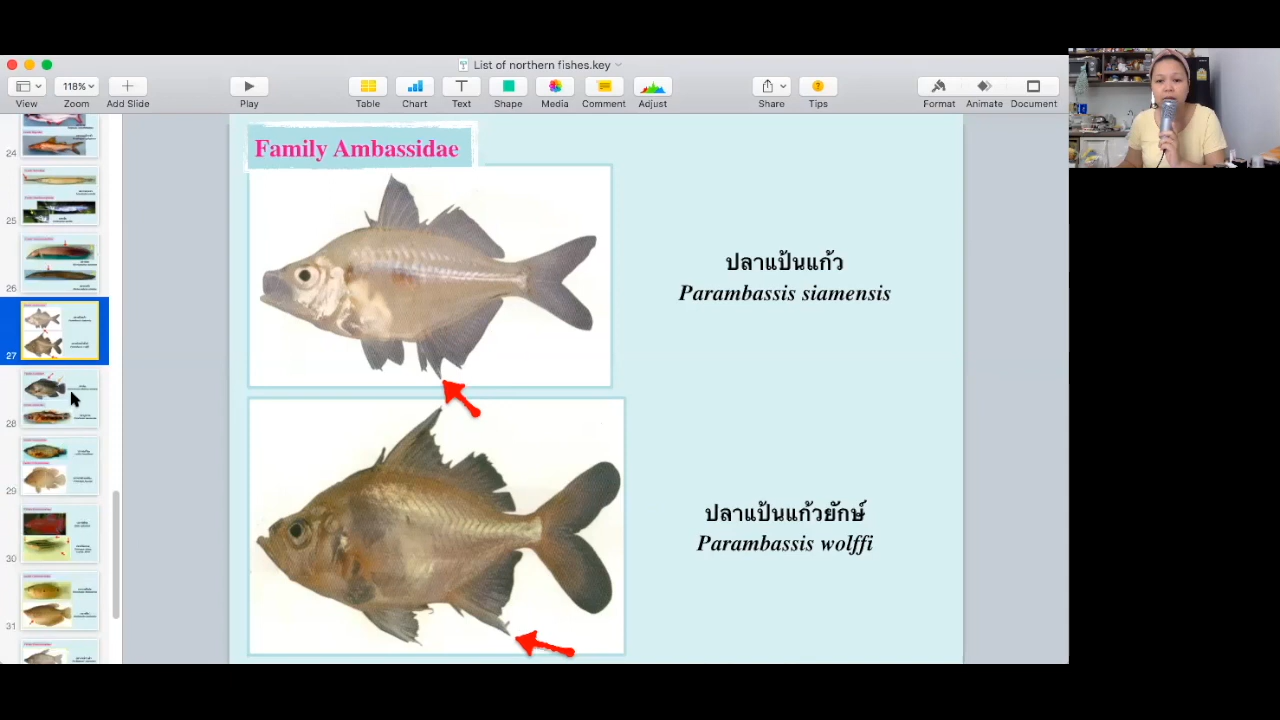 List of northern fishes.key
118%
View
Zoom
Add Slide
Play
Table
Chart
Text
Shape
Media
Comment
Adjust
Share
Tips
Format
Animate
Document
24
25
26
27
28
29
30
31
Family Ambassidae
ปลาแป้นแก้ว
Parambassis siamensis
ปลาแป้นแก้วยักษ์
Parambassis wolffi